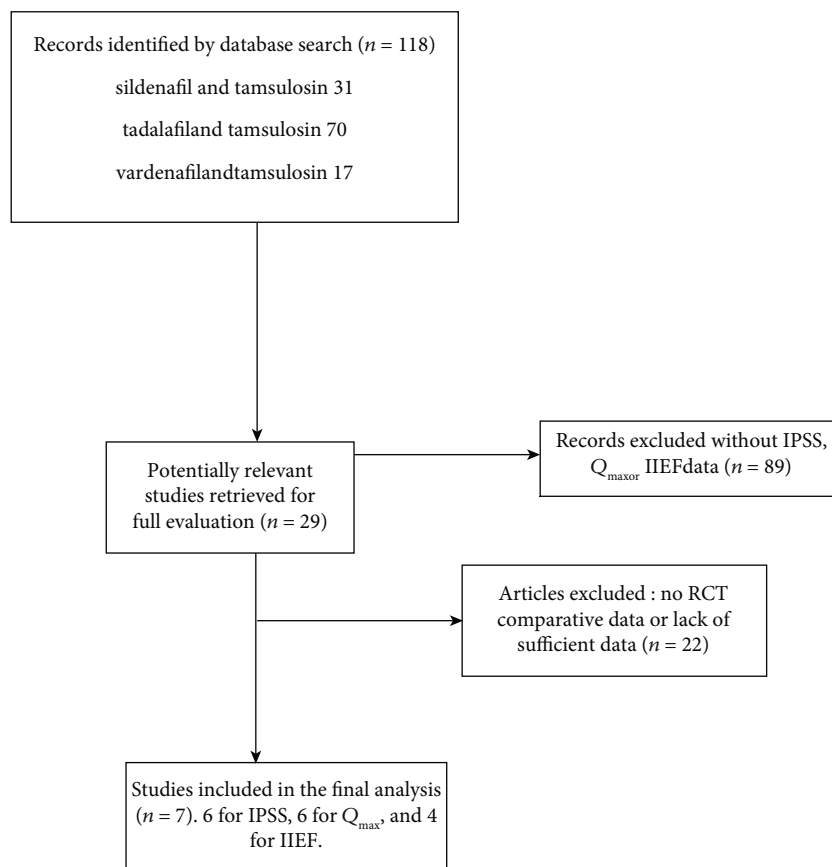 Records identified by database search (n = 118)
sildenafil and tamsulosin 31
tadalafiland tamsulosin 70
vardenafilandtamsulosin 17
Records excluded without IPSS,
Qmaxor IIEFdata (n = 89)
Potentially relevant
studies retrieved for
full evaluation (n = 29)
Articles excluded : no RCT
comparative data or lack of
sufficient data (n = 22)
Studies included in the final analysis
(n = 7). 6 for IPSS, 6 for Qmax, and 4
for IIEF.